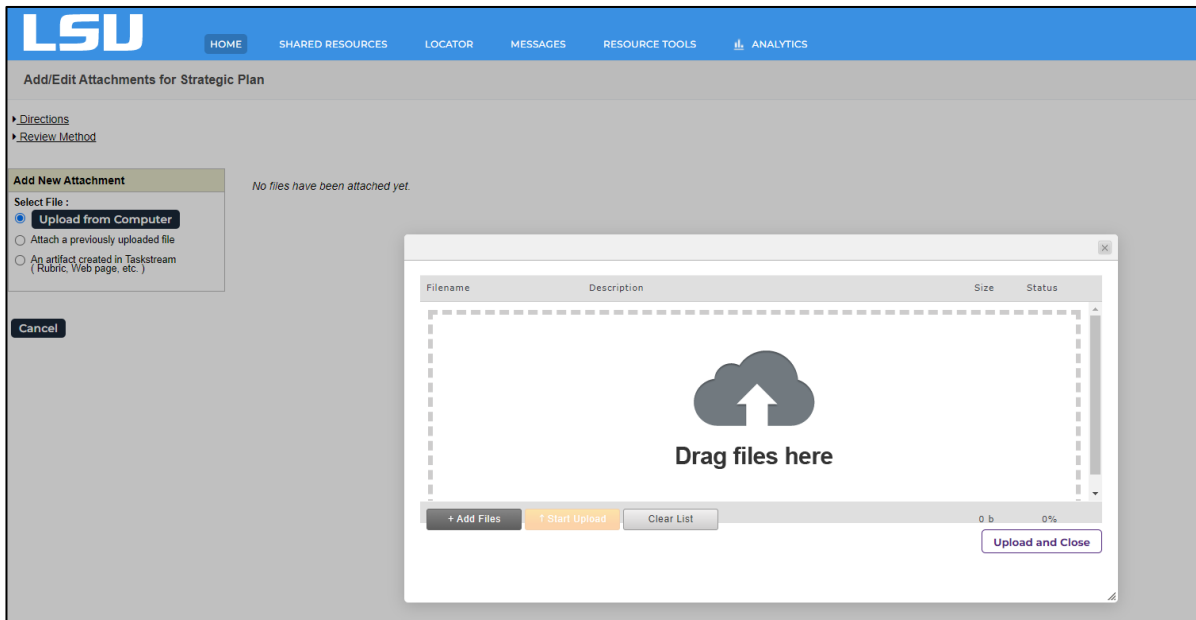 LSU
HOME SHARED RESOURCES LOCATOR MESSAGES RESOURCE TOOLS ANALYTICS
Add/Edit Attachments for Strategic Plan
Directions
Review Method
Add New Attachment
No files have been attached yet.
Select File :
Upload from Computer
Attach a previously uploaded file
An artifact created in Taskstream
( Rubric, Web page, etc. )
Cancel
Filename Description Size Status
Drag files here
+ Add Files ↑ Start Upload Clear List 0 b 0%
Upload and Close